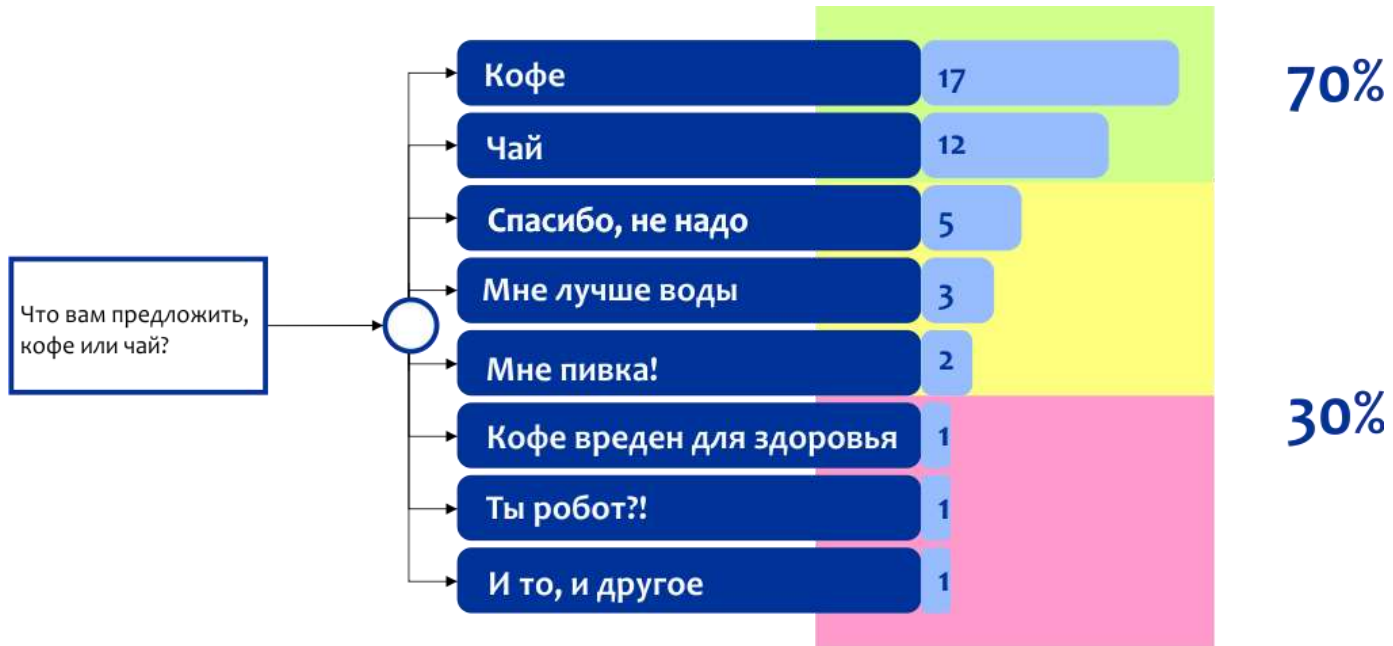 Кофе
17
70%
Чай
12
Спасибо, не надо
5
Мне лучше воды
3
Что вам предложить,
кофе или чай?
Мне пивка!
2
30%
Кофе вреден для здоровья
1
Ты робот?!
1
И то, и другое
1